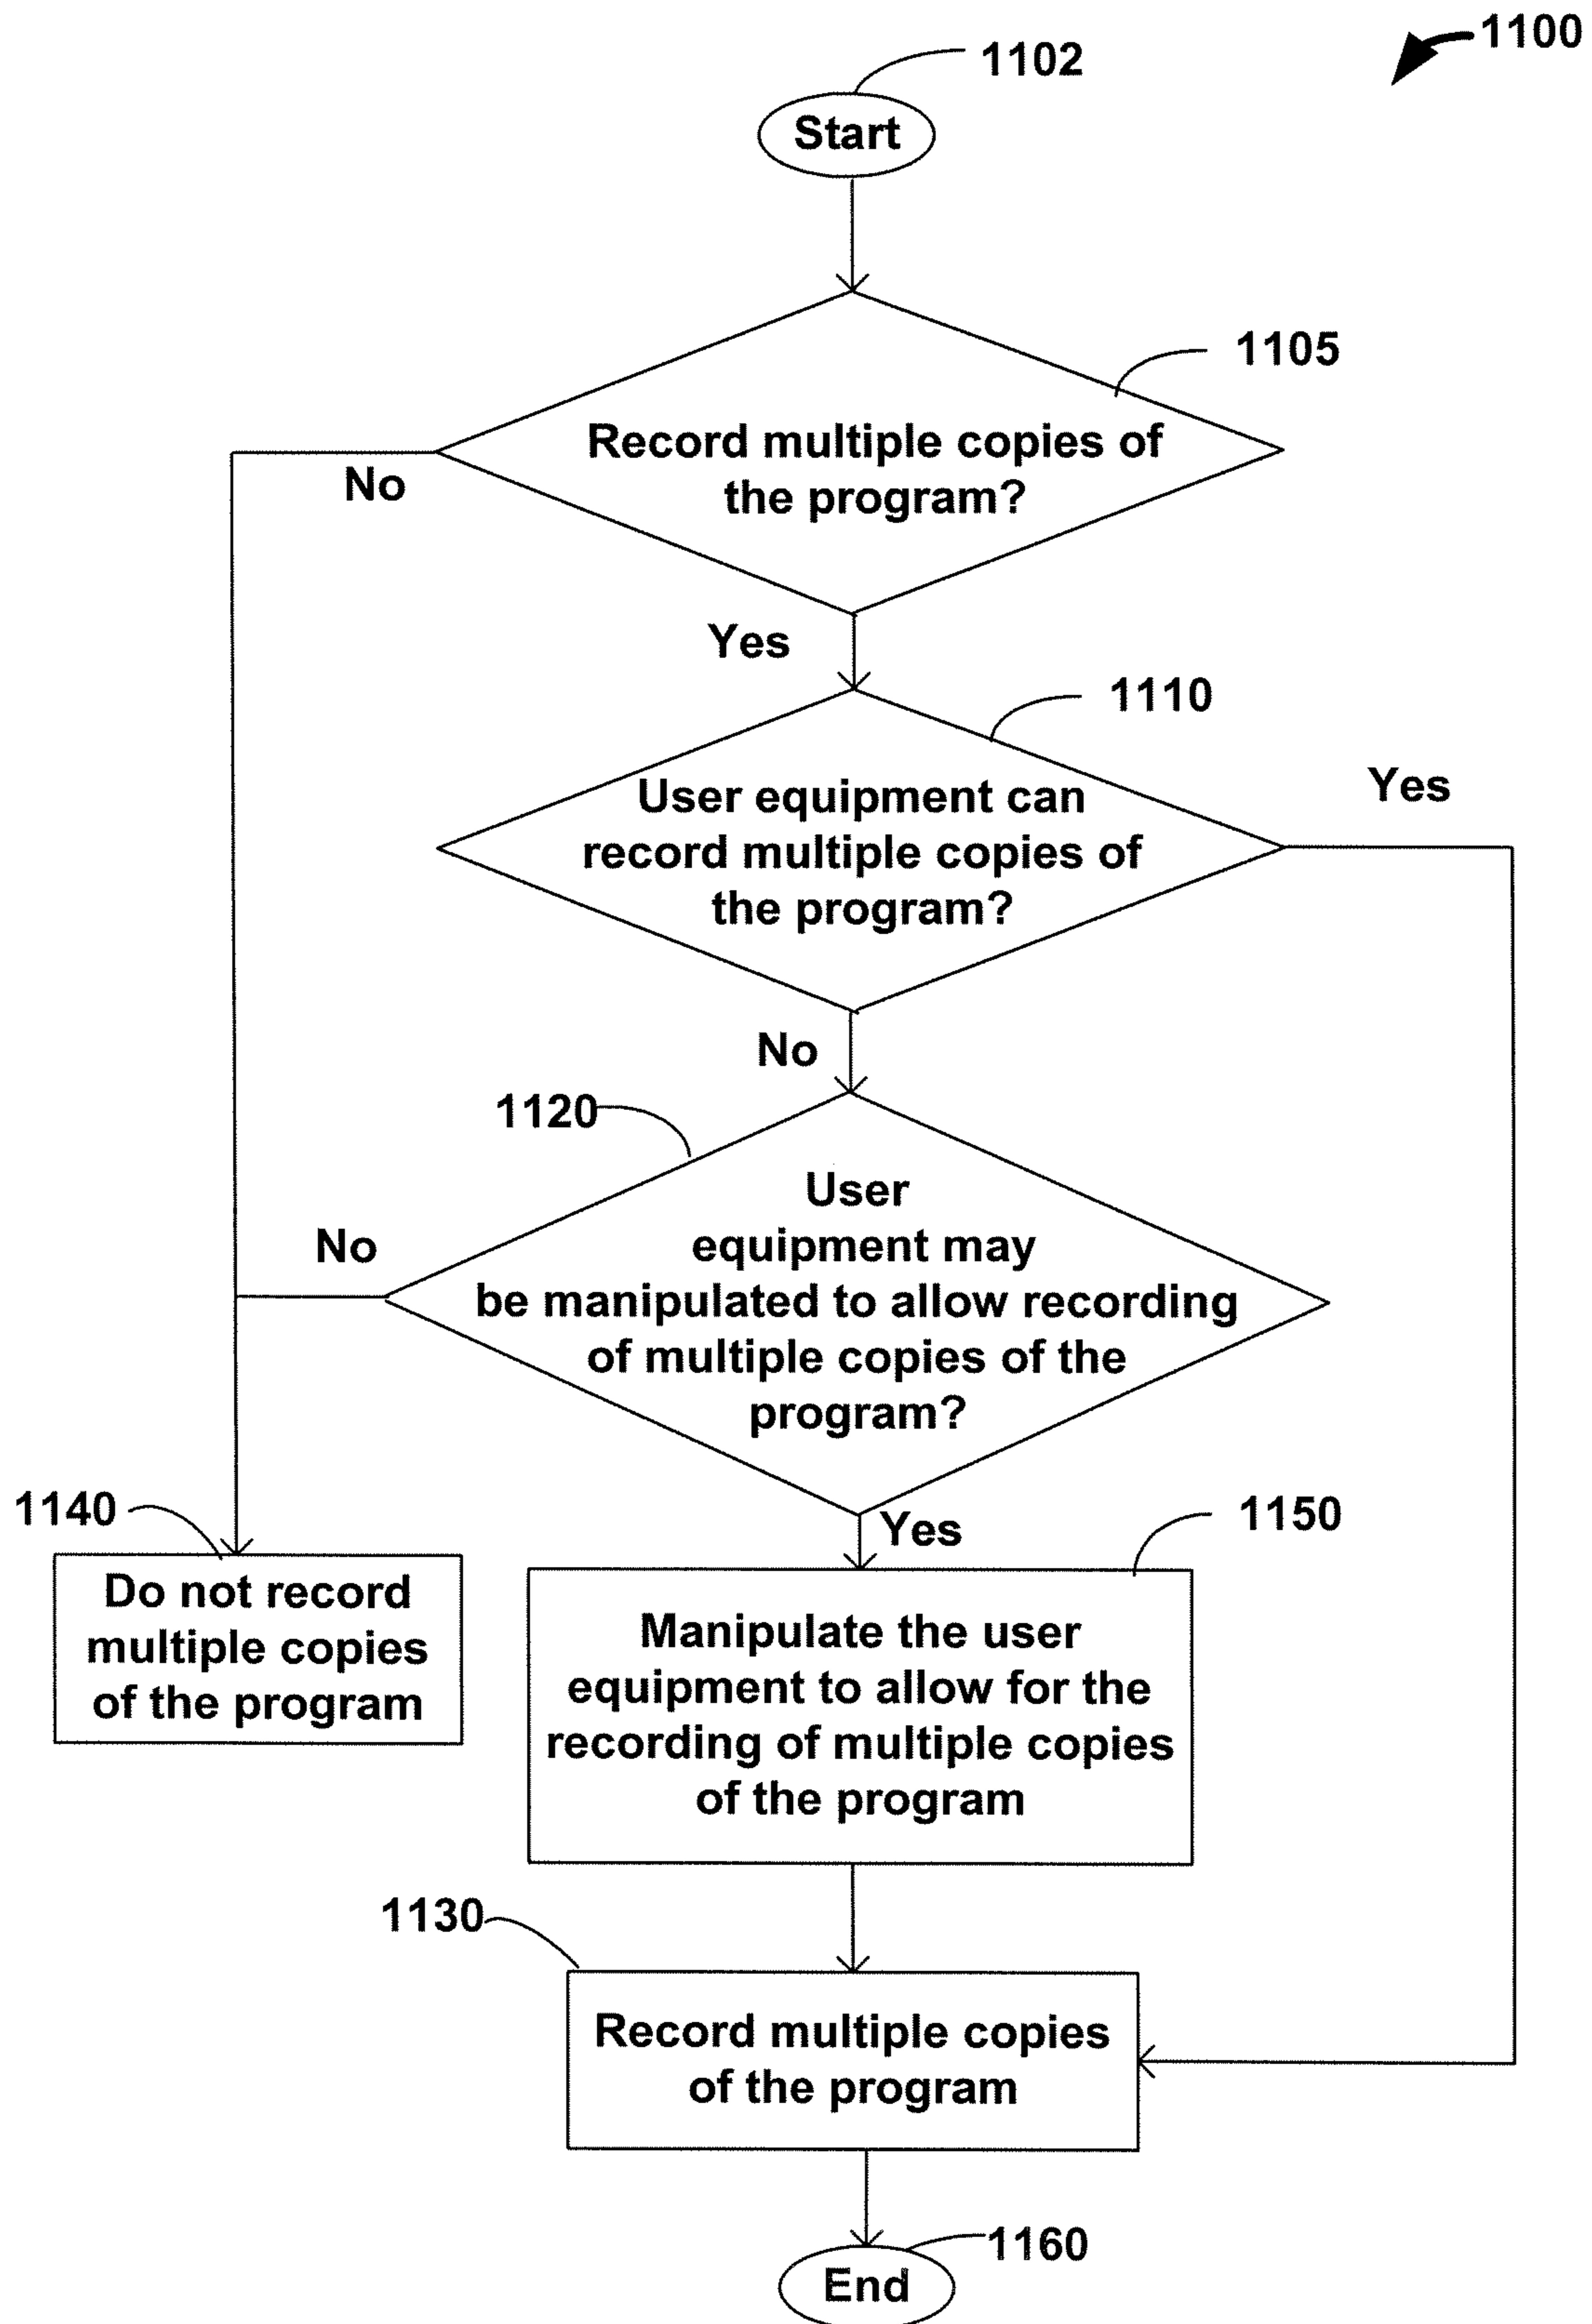 1100
1102
Start
1105
Record multiple copies of
the program?
No
Yes
1110
User equipment can
record multiple copies of
the program?
Yes
No
1120
User
equipment may
be manipulated to allow recording
of multiple copies of the
program?
No
Yes
1140
Do not record
multiple copies
of the program
1150
Manipulate the user
equipment to allow for the
recording of multiple copies
of the program
1130
Record multiple copies
of the program
1160
End